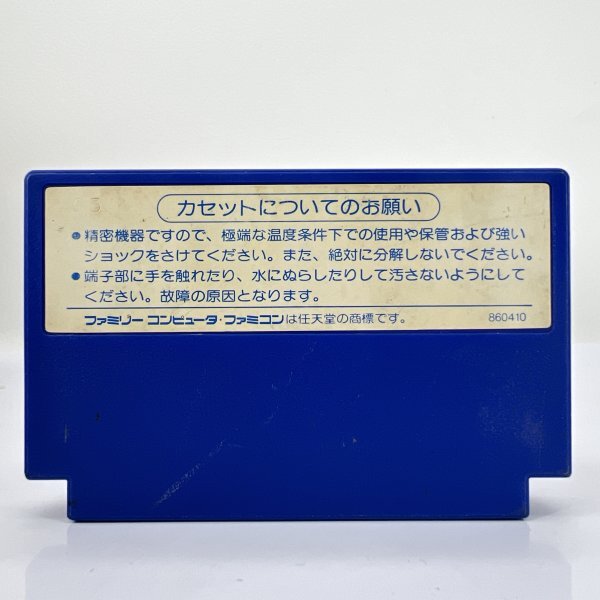 カセットについてのお願い
●精密機器ですので、極端な温度条件下での使用や保管および強い
ショックをさけてください。また、絶対に分解しないでください。
●端子部に手を触れたり、水にぬらしたりして汚さないようにして
ください。故障の原因となります。
ファミリーコンピュータ・ファミコンは任天堂の商標です。 860410